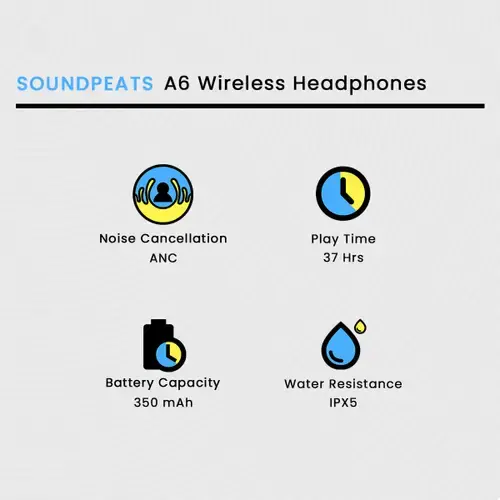 SOUNDPEATS A6 Wireless Headphones
Noise Cancellation
ANC
Play Time
37 Hrs
Battery Capacity
350 mAh
Water Resistance
IPX5